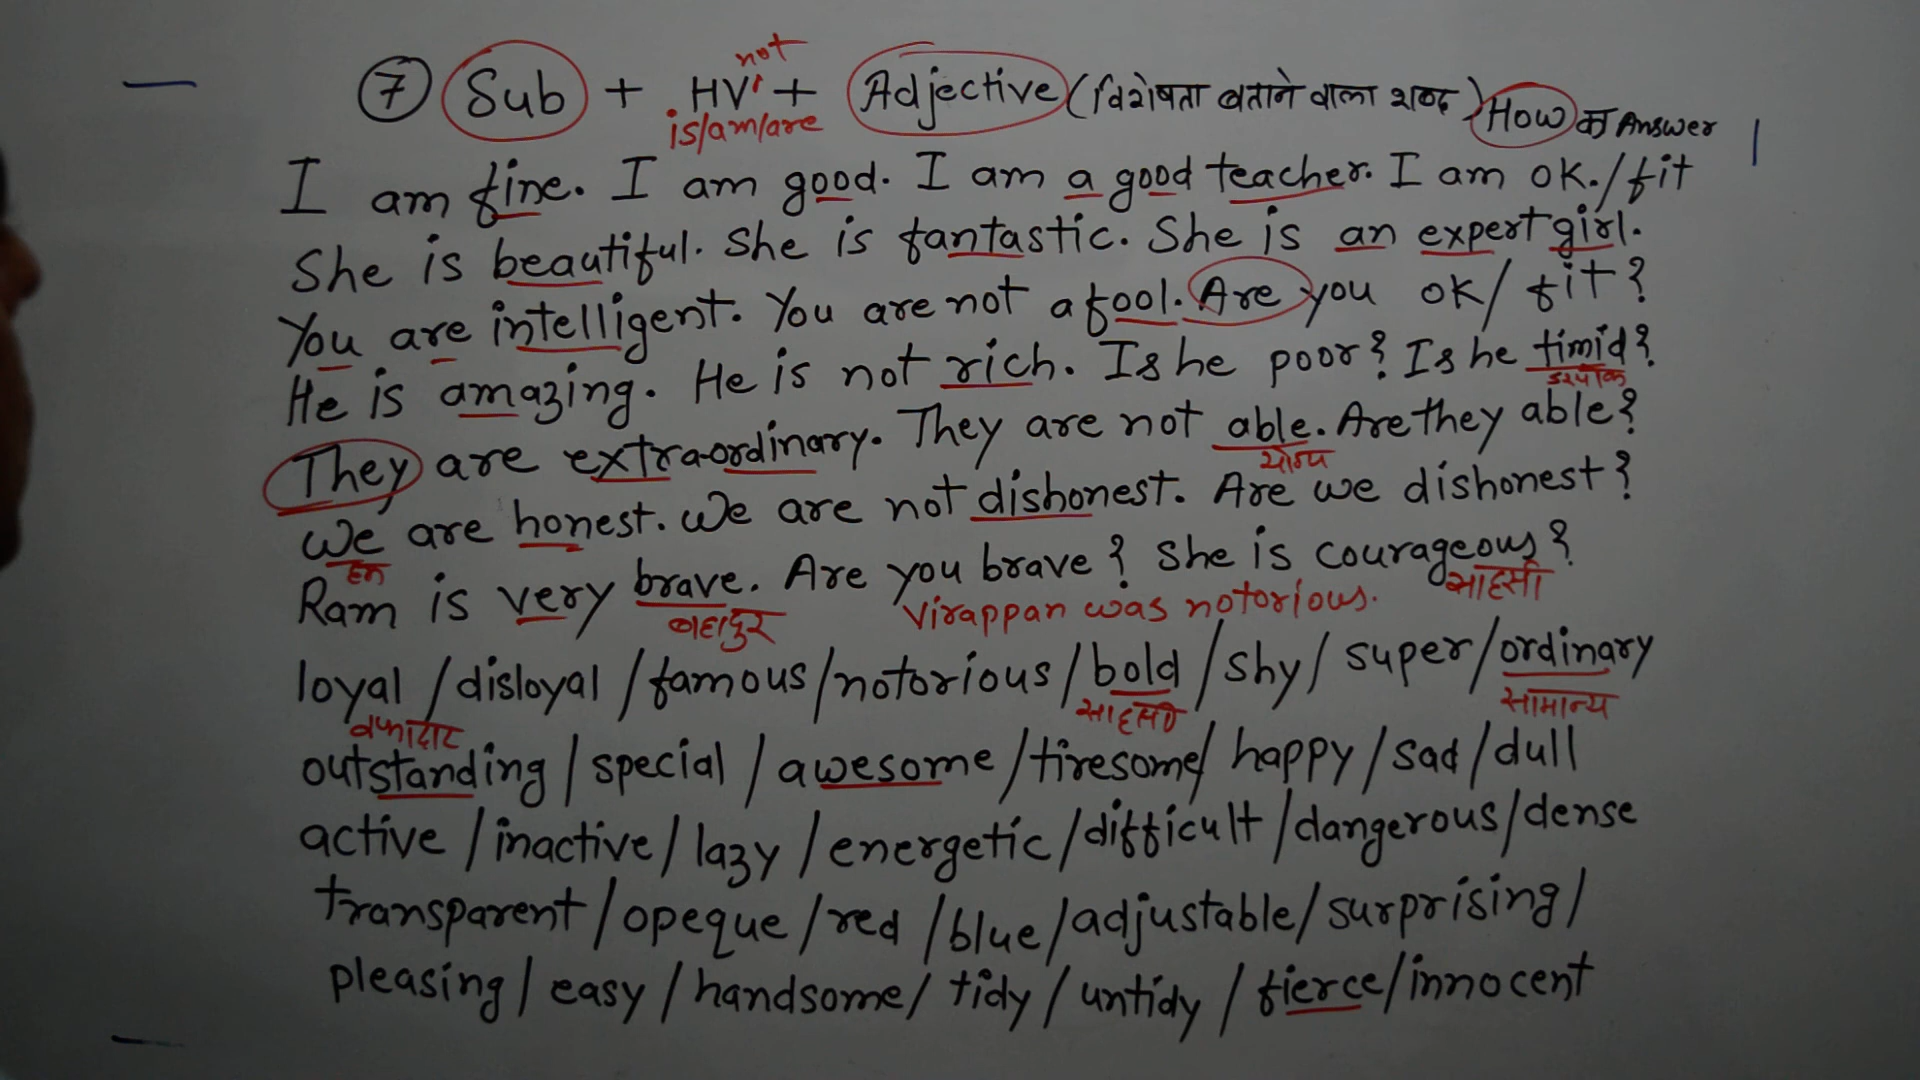 not
⑦ Sub + HV + Adjective (विशेषता बताने वाला शब्द) How का Answer
is/am/are
I am fine. I am good. I am a good teacher. I am OK./fit
She is beautiful. She is fantastic. She is an expert girl.
You are intelligent. You are not a fool. Are you OK/ fit?
He is amazing. He is not rich. Is he poor? Is he timid?
डरपोक
They are extra-ordinary. They are not able. Are they able?
योग्य
We are honest. We are not dishonest. Are we dishonest?
हम
Ram is very brave. Are you brave? She is courageous?
बहादुर Virappan was notorious. साहसी
loyal / disloyal / famous / notorious / bold / shy / super / ordinary
वफादार साहसी सामान्य
outstanding / special / awesome / tiresome / happy / sad / dull
active / inactive / lazy / energetic / difficult / dangerous / dense
transparent / opeque / red / blue / adjustable / surprising /
pleasing / easy / handsome / tidy / untidy / fierce / innocent